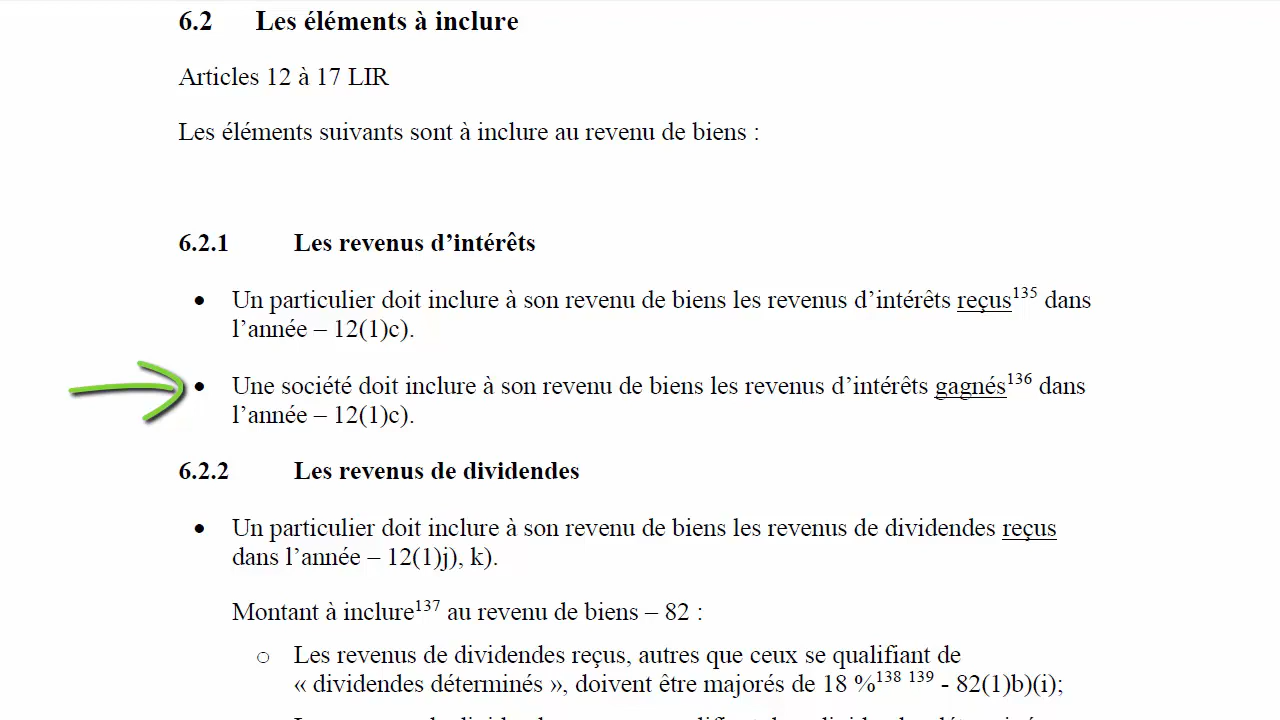 6.2 Les éléments à inclure
Articles 12 à 17 LIR
Les éléments suivants sont à inclure au revenu de biens :
6.2.1 Les revenus d’intérêts
• Un particulier doit inclure à son revenu de biens les revenus d’intérêts reçus135 dans
l’année – 12(1)c).
• Une société doit inclure à son revenu de biens les revenus d’intérêts gagnés136 dans
l’année – 12(1)c).
6.2.2 Les revenus de dividendes
• Un particulier doit inclure à son revenu de biens les revenus de dividendes reçus
dans l’année – 12(1)j), k).
Montant à inclure137 au revenu de biens – 82 :
o Les revenus de dividendes reçus, autres que ceux se qualifiant de
« dividendes déterminés », doivent être majorés de 18 %138 139 - 82(1)b)(i);